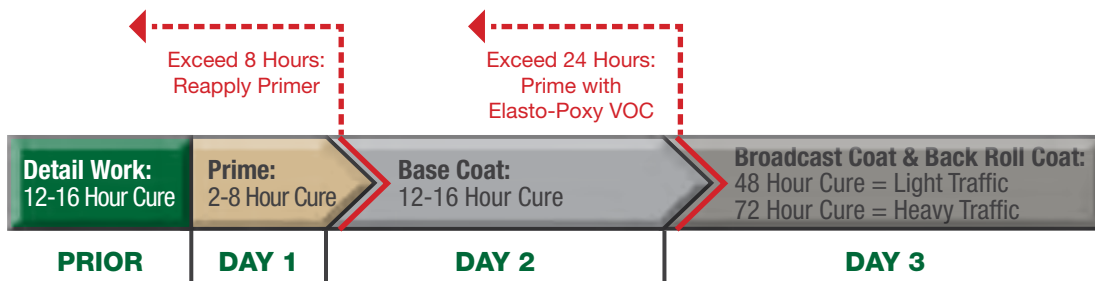 Exceed 8 Hours:
Reapply Primer
Exceed 24 Hours:
Prime with
Elasto-Poxy VOC
Detail Work:
12-16 Hour Cure
Prime:
2-8 Hour Cure
Base Coat:
12-16 Hour Cure
Broadcast Coat & Back Roll Coat:
48 Hour Cure = Light Traffic
72 Hour Cure = Heavy Traffic
PRIOR
DAY 1
DAY 2
DAY 3